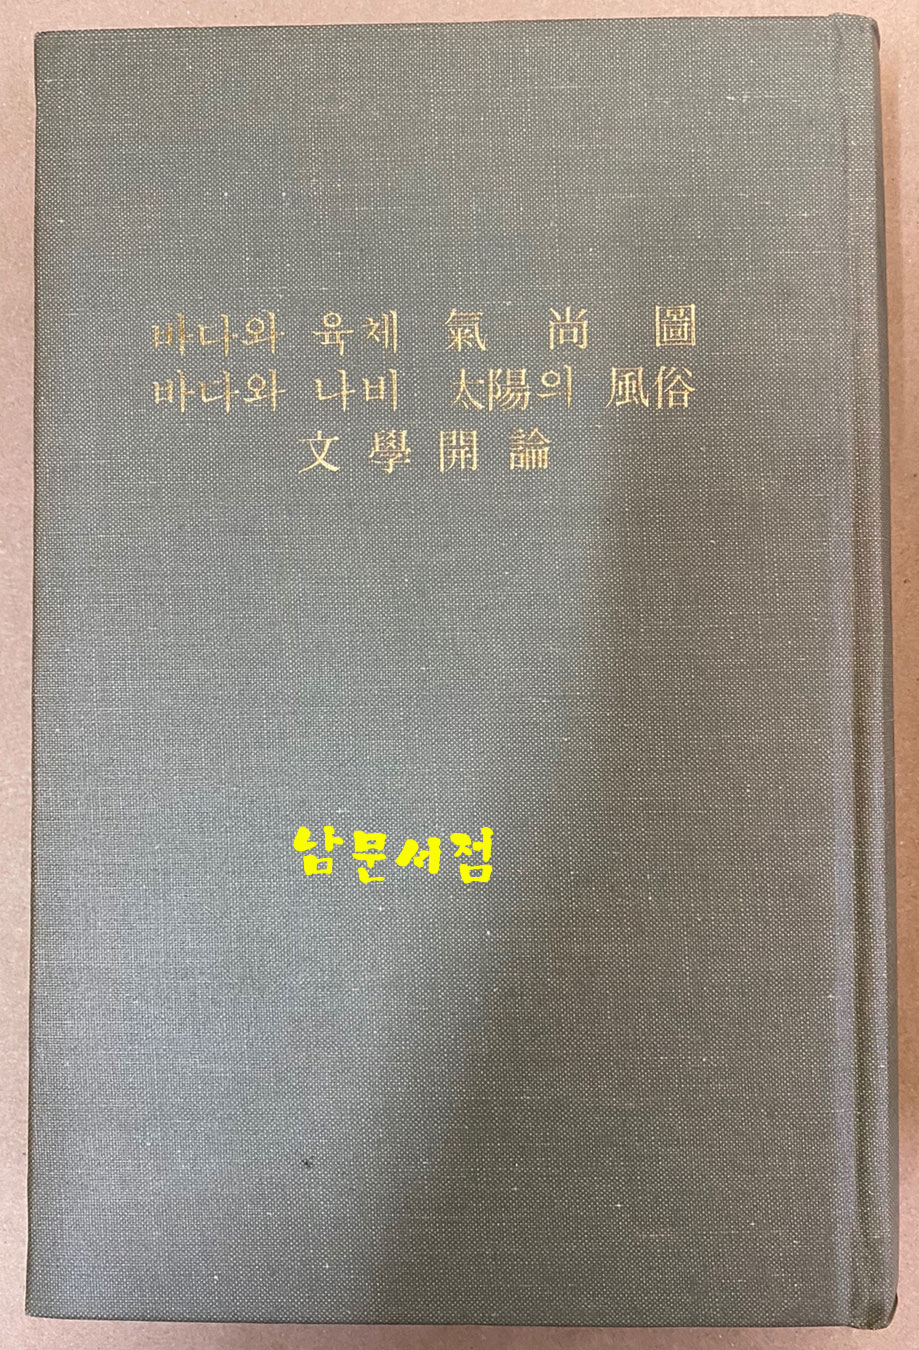 바다와 육체 氣尚圖
바다와 나비 太陽의 風俗
文學開論
남문서점